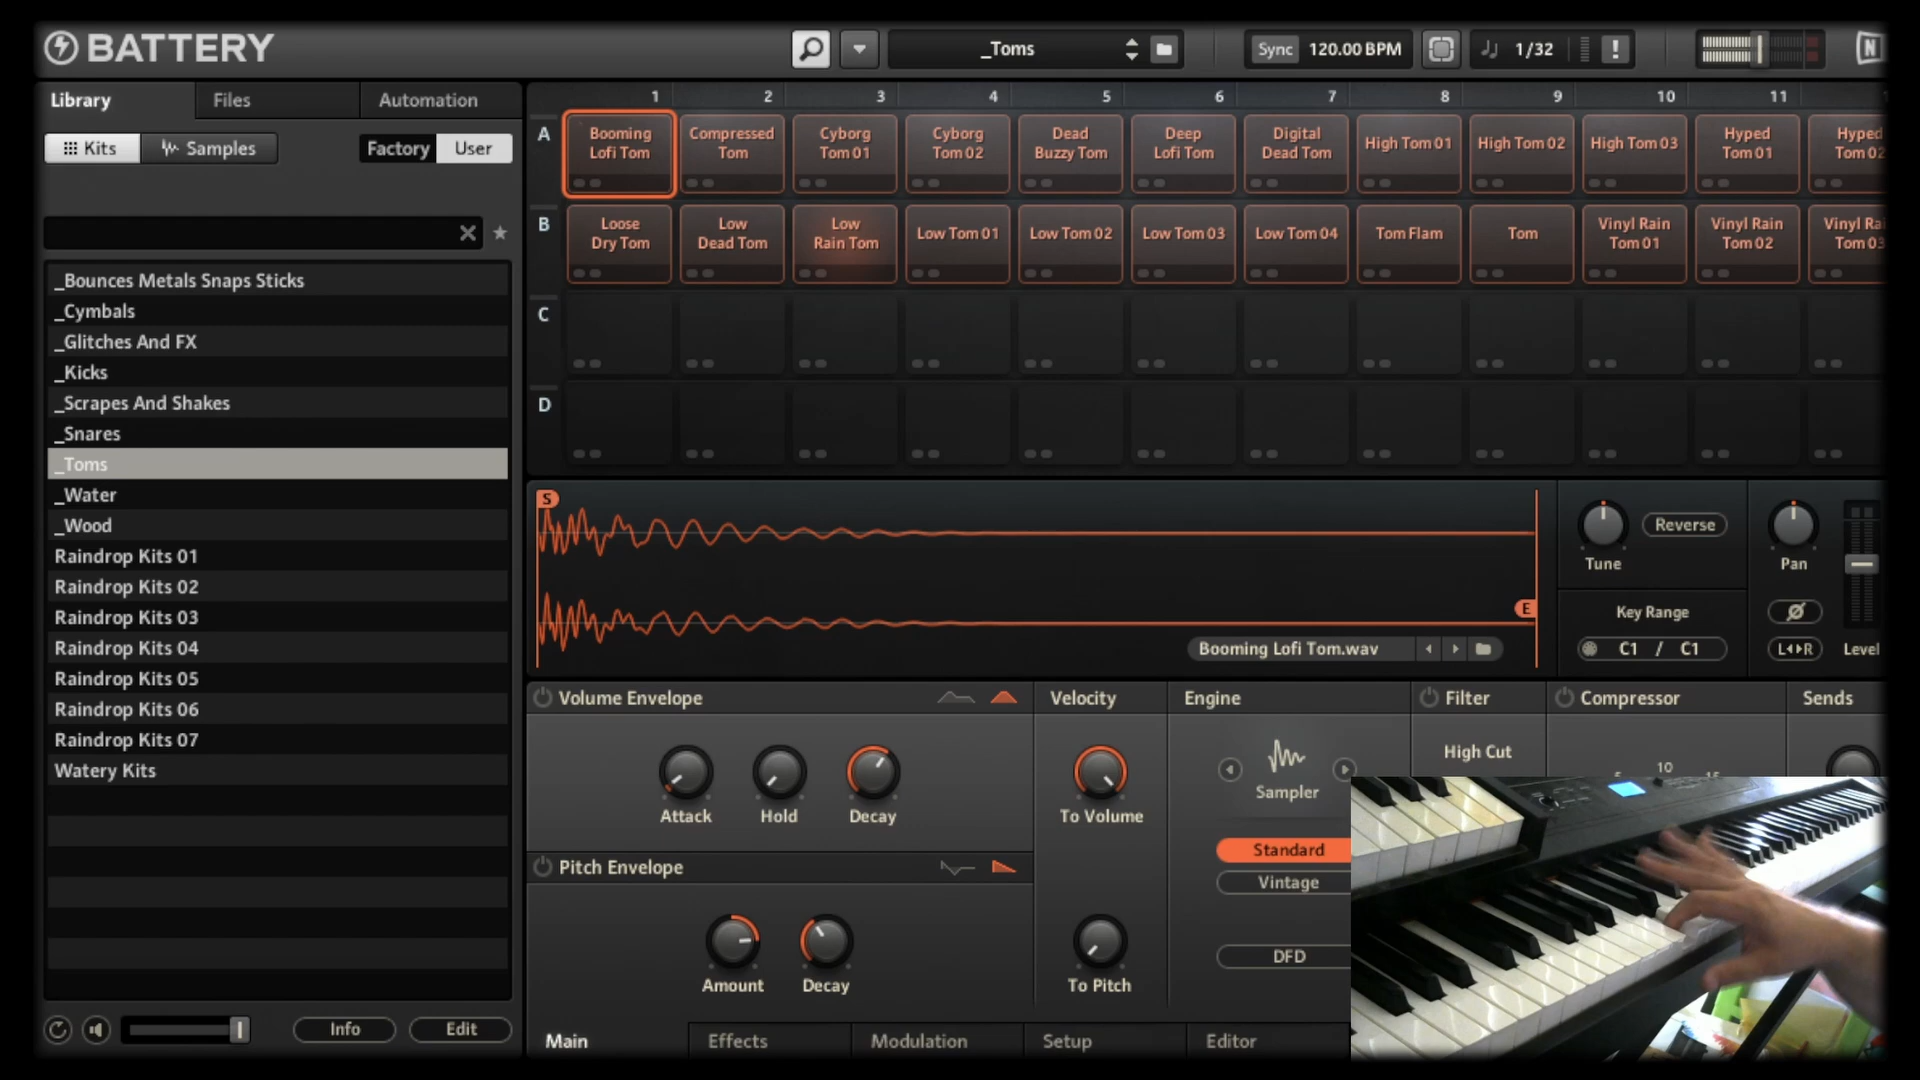 BATTERY
_Toms
Sync 120.00 BPM
1/32
!
N
Library Files Automation
Kits Samples Factory User
_Bounces Metals Snaps Sticks
_Cymbals
_Glitches And FX
_Kicks
_Scrapes And Shakes
_Snares
_Toms
_Water
_Wood
Raindrop Kits 01
Raindrop Kits 02
Raindrop Kits 03
Raindrop Kits 04
Raindrop Kits 05
Raindrop Kits 06
Raindrop Kits 07
Watery Kits
Info Edit
1 2 3 4 5 6 7 8 9 10 11
A
Booming
Lofi Tom
Compressed
Tom
Cyborg
Tom 01
Cyborg
Tom 02
Dead
Buzzy Tom
Deep
Lofi Tom
Digital
Dead Tom
High Tom 01
High Tom 02
High Tom 03
Hyped
Tom 01
Hyped
Tom 02
B
Loose
Dry Tom
Low
Dead Tom
Low
Rain Tom
Low Tom 01
Low Tom 02
Low Tom 03
Low Tom 04
Tom Flam
Tom
Vinyl Rain
Tom 01
Vinyl Rain
Tom 02
Vinyl Rai
Tom 03
C
D
S
E
Booming Lofi Tom.wav
Tune
Reverse
Key Range
C1 / C1
Pan
L R
Level
Volume Envelope
Attack Hold Decay
Pitch Envelope
Amount Decay
Velocity
To Volume
To Pitch
Engine
Sampler
Standard
Vintage
DFD
Filter
High Cut
Compressor
10
Sends
Main Effects Modulation Setup Editor